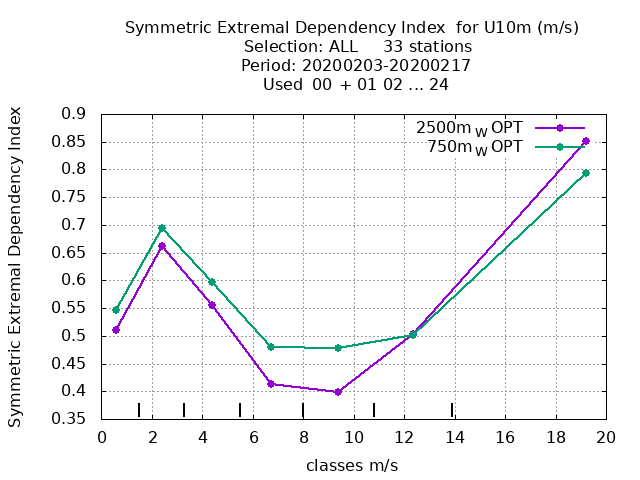 Symmetric Extremal Dependency Index  for U10m (m/s)
Selection: ALL     33 stations
Period: 20200203-20200217
Used  00 + 01 02 ... 24
2500m W OPT
750m W OPT
Symmetric Extremal Dependency Index
0.9
0.85
0.8
0.75
0.7
0.65
0.6
0.55
0.5
0.45
0.4
0.35
0 2 4 6 8 10 12 14 16 18 20
classes m/s